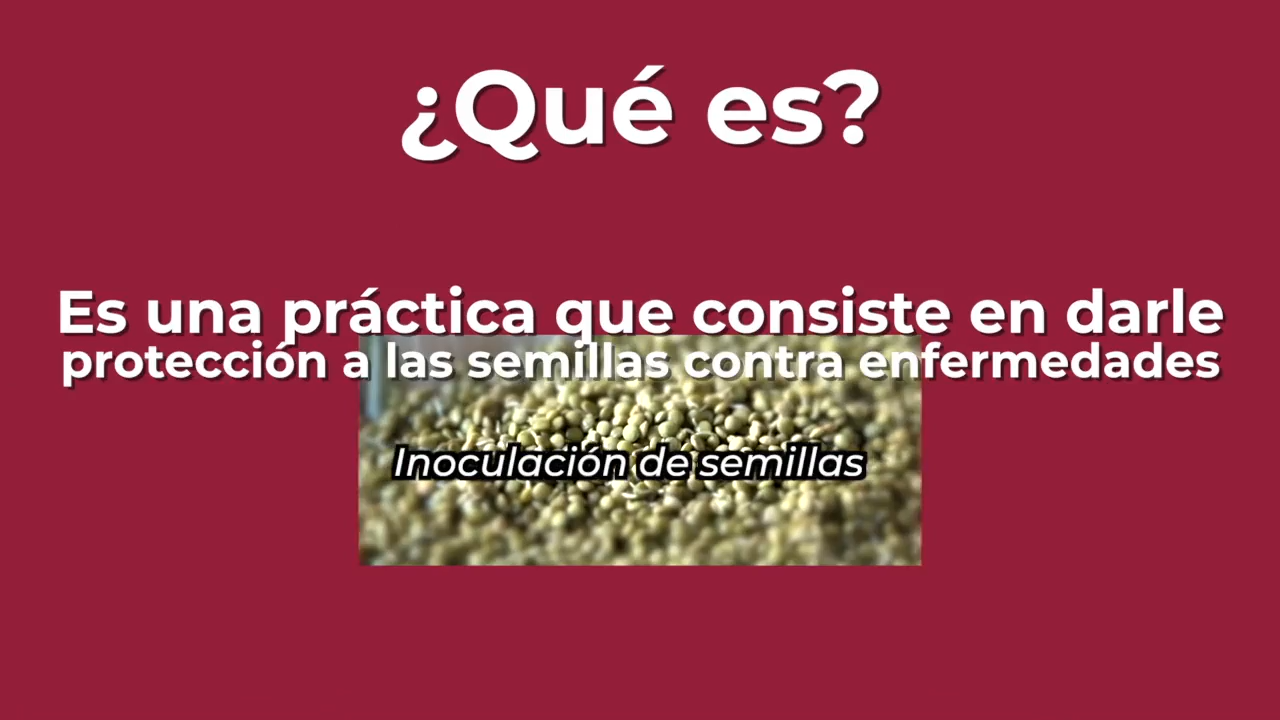 ¿Qué es?
Es una práctica que consiste en darle
protección a las semillas contra enfermedades
Inoculación de semillas